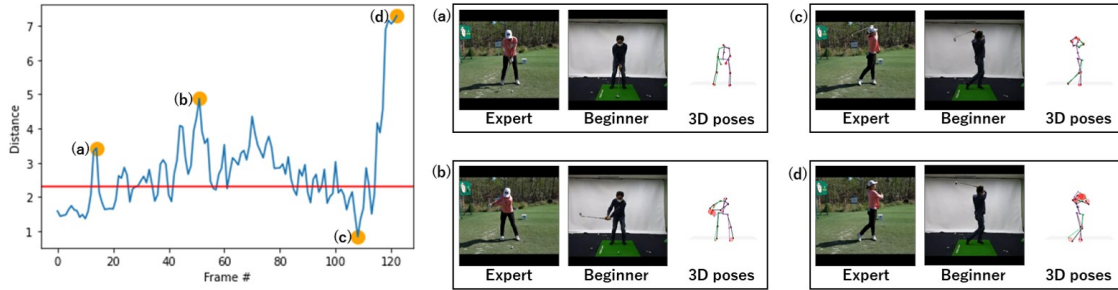 Distance
7
6
5
4
3
2
1
(a)
(b)
(c)
(d)
0
20
40
60
80
100
120
Frame #
(a)
Expert
Beginner
3D poses
(b)
Expert
Beginner
3D poses
(c)
Expert
Beginner
3D poses
(d)
Expert
Beginner
3D poses